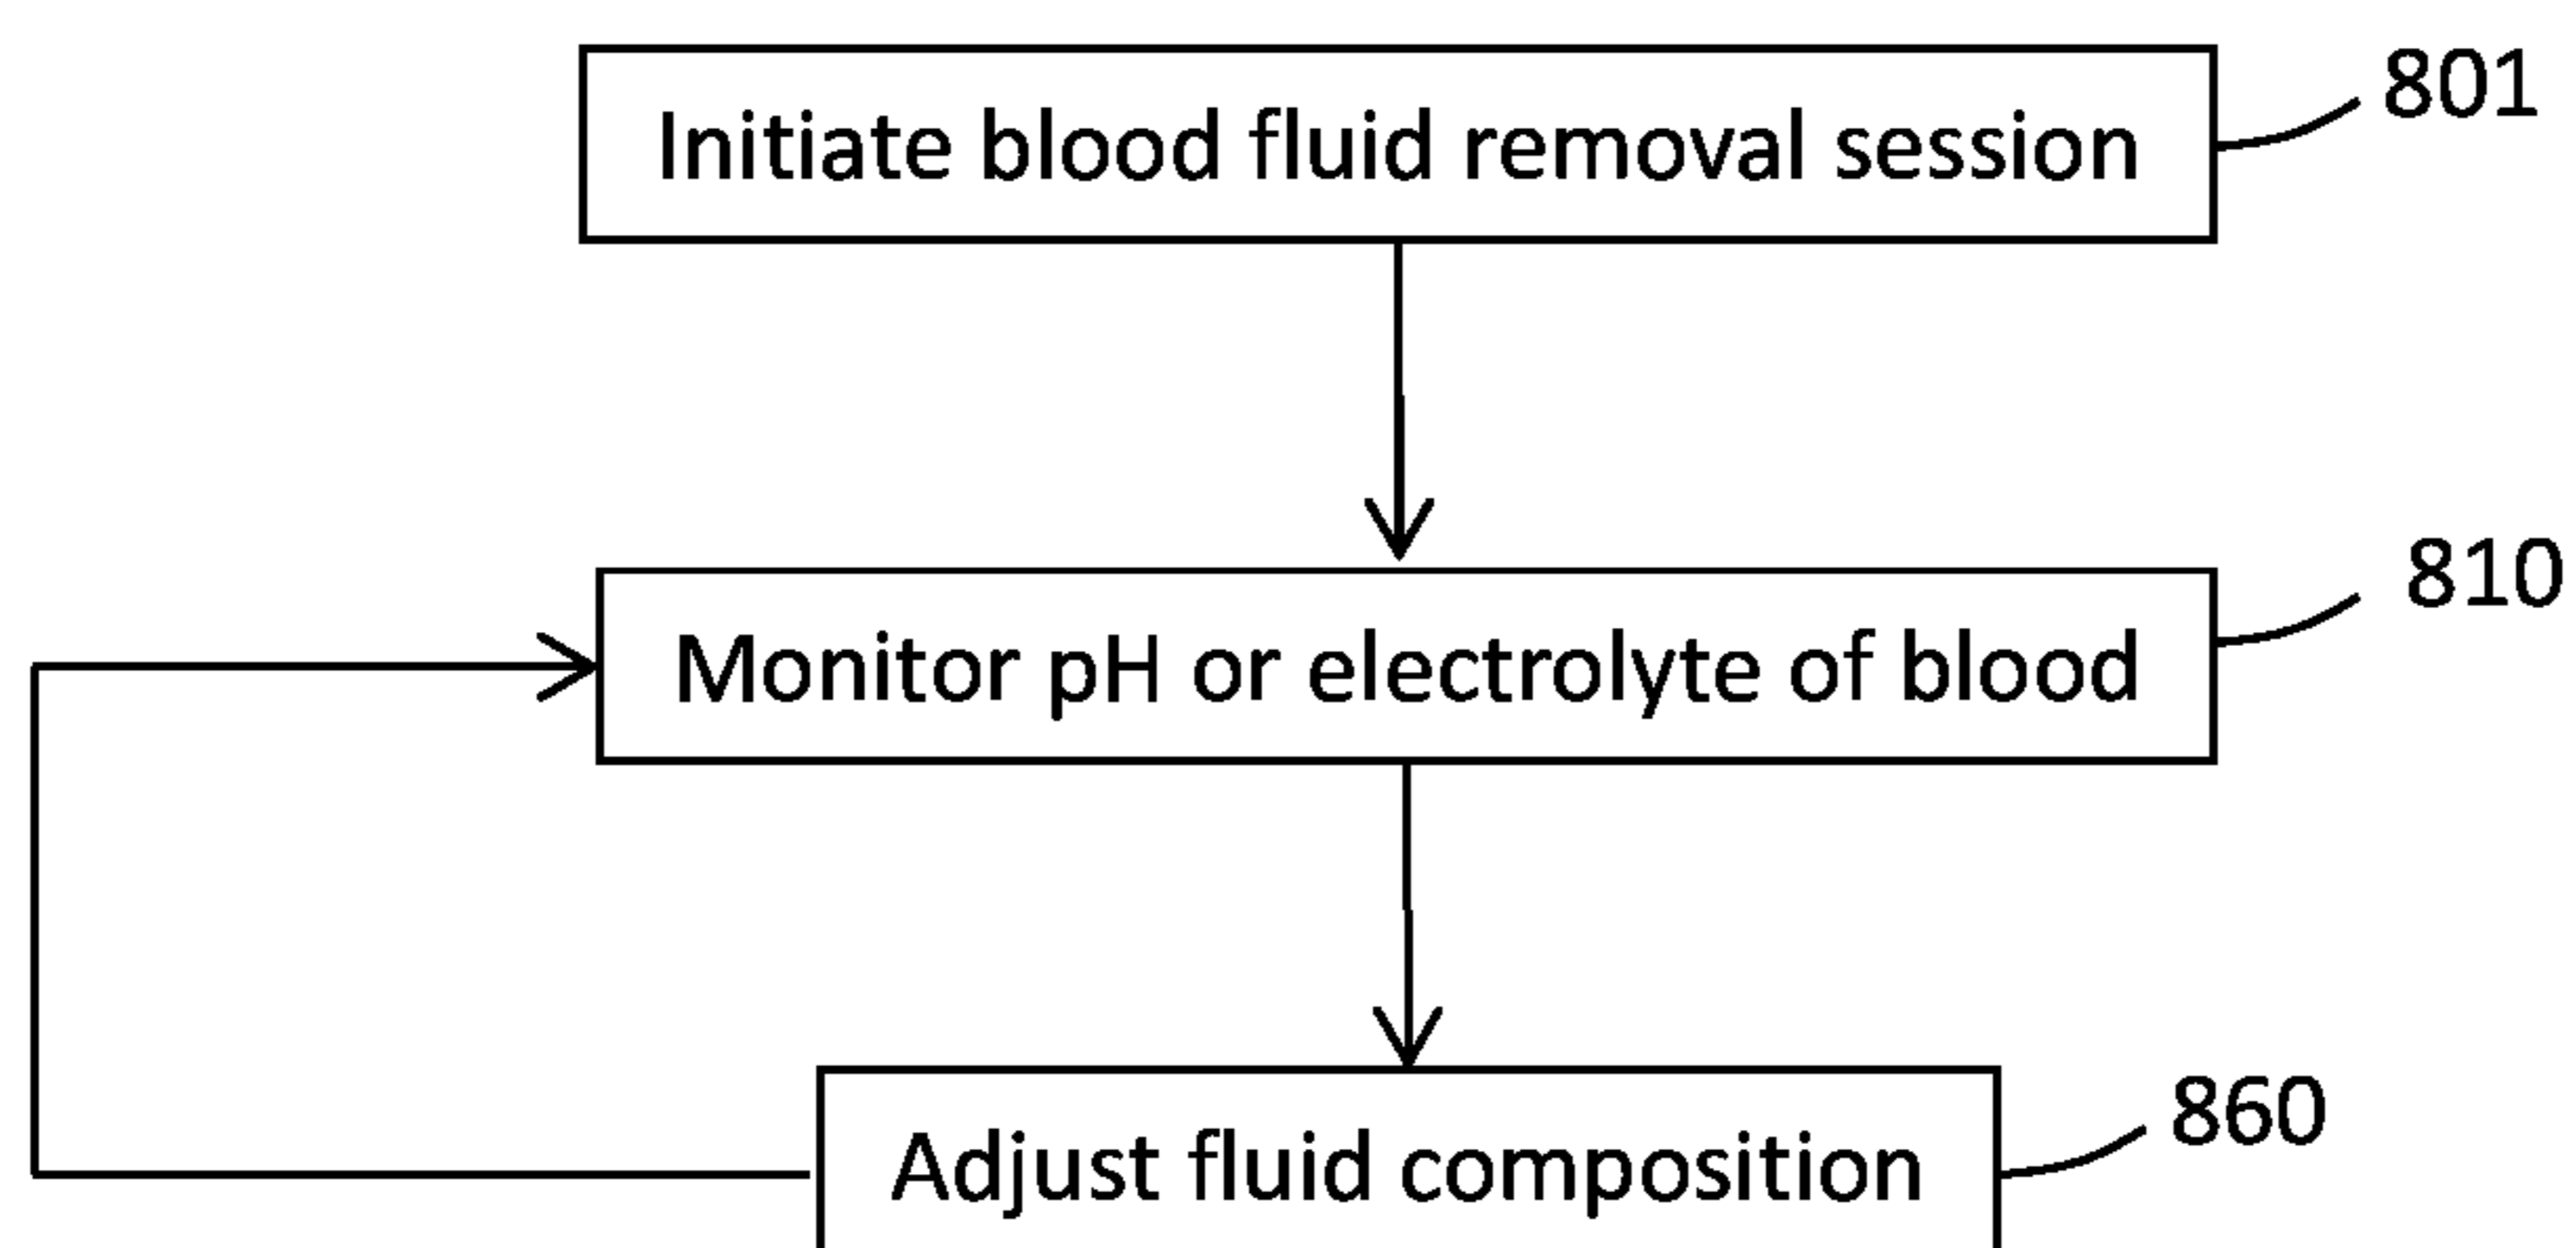 Initiate blood fluid removal session
801
Monitor pH or electrolyte of blood
810
Adjust fluid composition
860